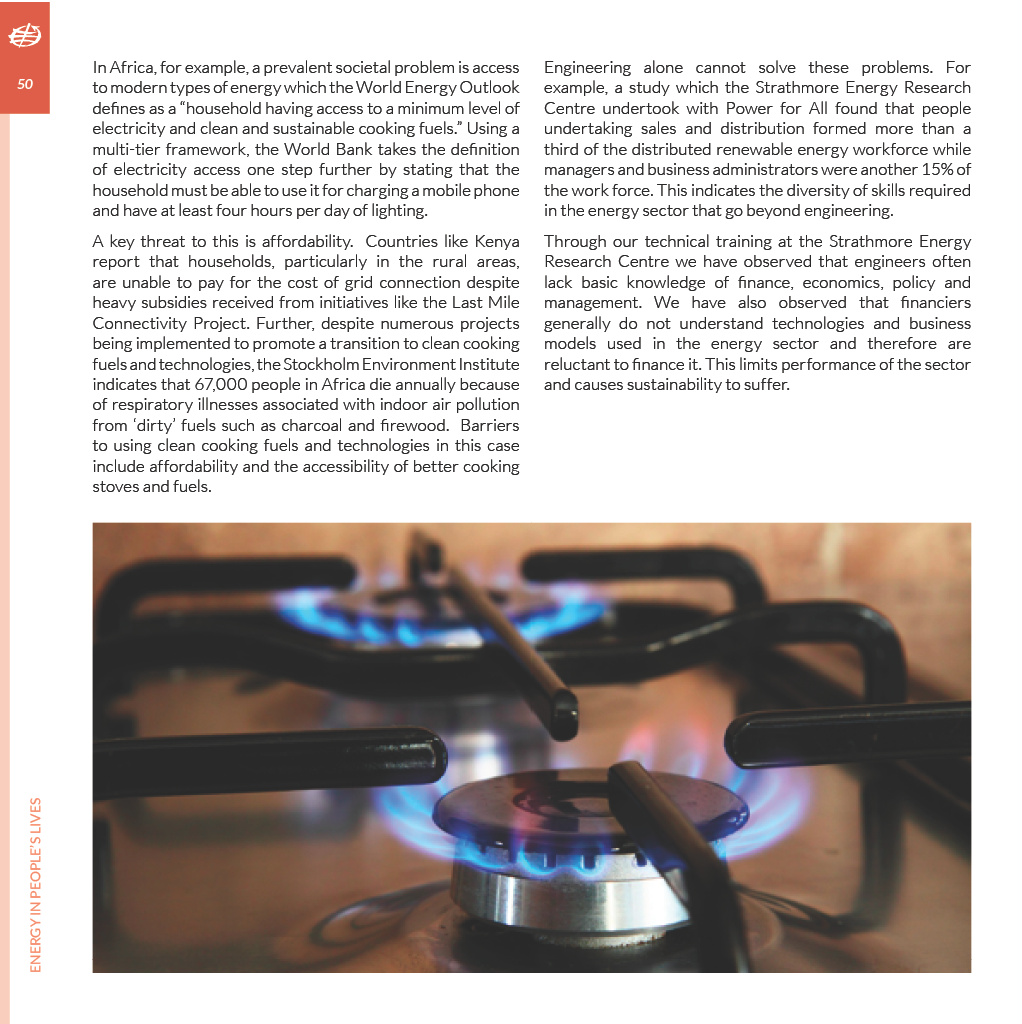 50
In Africa, for example, a prevalent societal problem is access
to modern types of energy which the World Energy Outlook
defines as a “household having access to a minimum level of
electricity and clean and sustainable cooking fuels.” Using a
multi-tier framework, the World Bank takes the definition
of electricity access one step further by stating that the
household must be able to use it for charging a mobile phone
and have at least four hours per day of lighting.
A key threat to this is affordability.  Countries like Kenya
report that households, particularly in the rural areas,
are unable to pay for the cost of grid connection despite
heavy subsidies received from initiatives like the Last Mile
Connectivity Project. Further, despite numerous projects
being implemented to promote a transition to clean cooking
fuels and technologies, the Stockholm Environment Institute
indicates that 67,000 people in Africa die annually because
of respiratory illnesses associated with indoor air pollution
from ‘dirty’ fuels such as charcoal and firewood.  Barriers
to using clean cooking fuels and technologies in this case
include affordability and the accessibility of better cooking
stoves and fuels.
Engineering alone cannot solve these problems. For
example, a study which the Strathmore Energy Research
Centre undertook with Power for All found that people
undertaking sales and distribution formed more than a
third of the distributed renewable energy workforce while
managers and business administrators were another 15% of
the work force. This indicates the diversity of skills required
in the energy sector that go beyond engineering.
Through our technical training at the Strathmore Energy
Research Centre we have observed that engineers often
lack basic knowledge of finance, economics, policy and
management. We have also observed that financiers
generally do not understand technologies and business
models used in the energy sector and therefore are
reluctant to finance it. This limits performance of the sector
and causes sustainability to suffer.
ENERGY IN PEOPLE'S LIVES